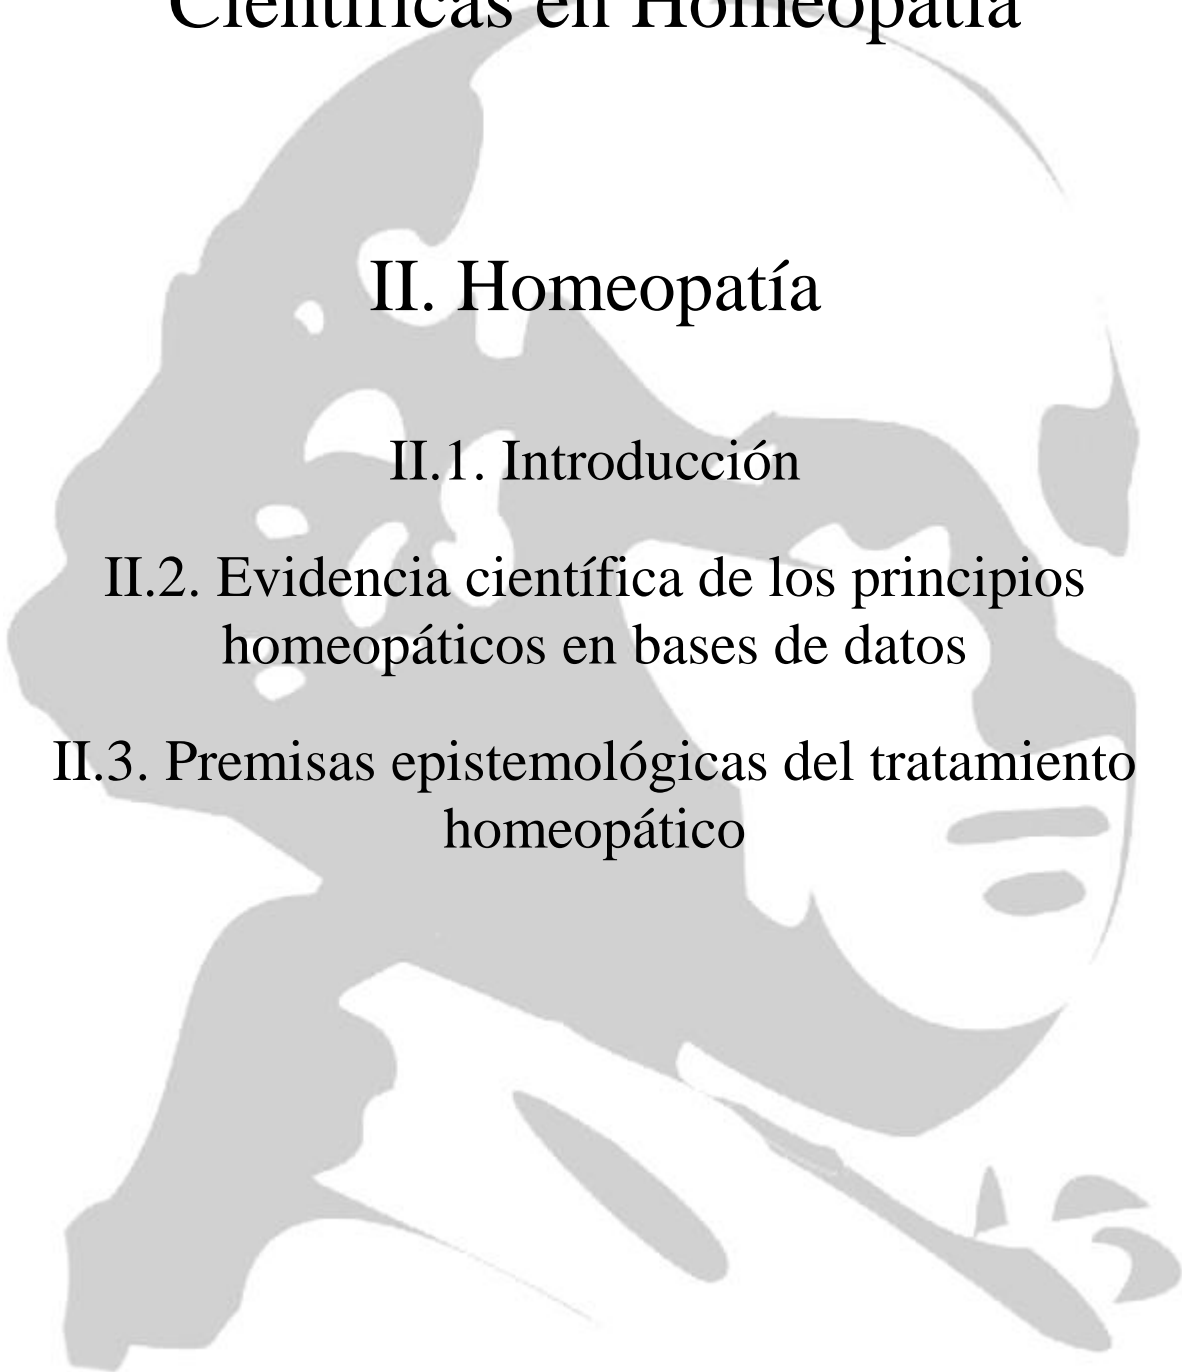 Científicas en Homeopatía
II. Homeopatía
II.1. Introducción
II.2. Evidencia científica de los principios
homeopáticos en bases de datos
II.3. Premisas epistemológicas del tratamiento
homeopático